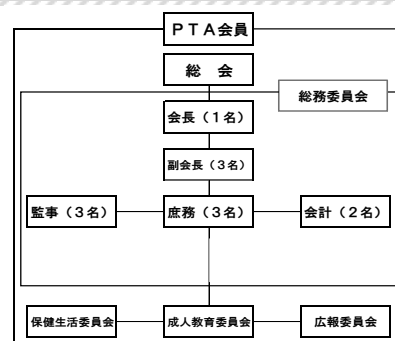 PTA会員
総 会
総務委員会
会長(1名)
副会長(3名)
監事(3名)
庶務(3名)
会計(2名)
保健生活委員会
成人教育委員会
広報委員会